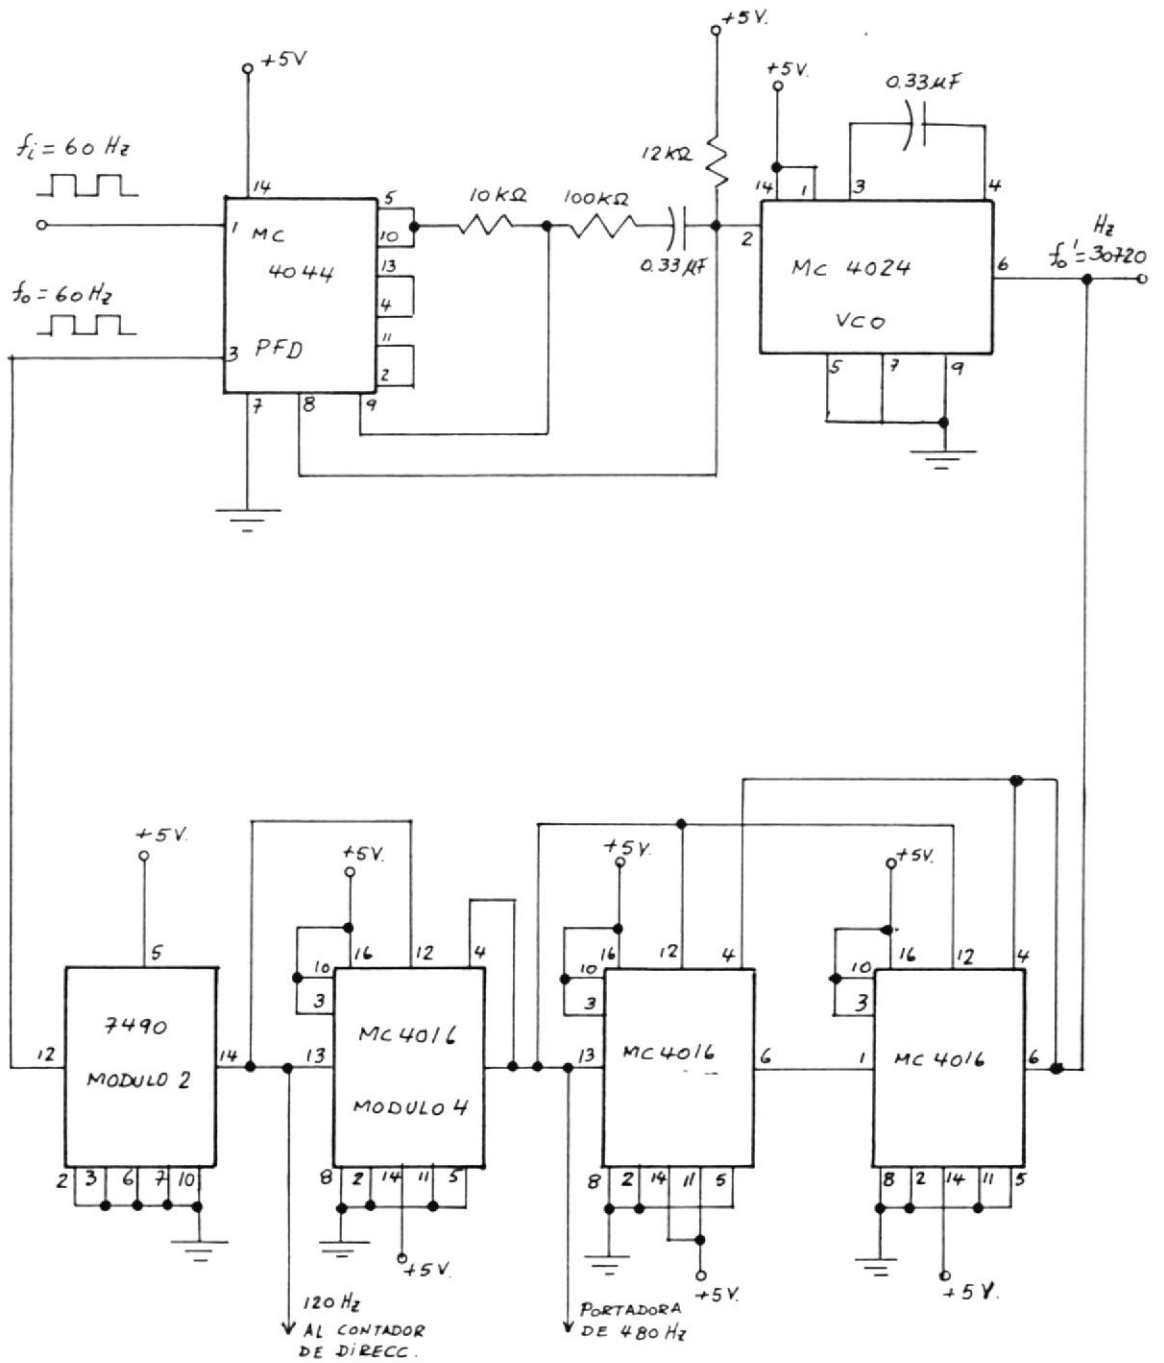 +5V
+5V.
+5V.
0.33μF
fi = 60 Hz
12kΩ
14
5
10kΩ
100kΩ
14
1
3
4
1
MC
10
0.33μF
2
Hz
4044
13
MC 4024
6
fo' = 30720
fo = 60 Hz
4
VCO
3
PFD
11
2
7
8
9
5
7
9
+5V.
+5V.
+5V.
+5V.
5
16
12
4
16
12
4
16
12
4
10
10
10
3
3
3
7490
MC4016
MC4016
MC4016
12
14
13
13
6
1
6
MODULO 2
MODULO 4
2
3
6
7
10
8
2
14
11
5
8
2
14
11
5
8
2
14
11
5
+5V.
+5V.
+5V.
120 Hz
AL CONTADOR
DE DIRECC.
PORTADORA
DE 480 Hz